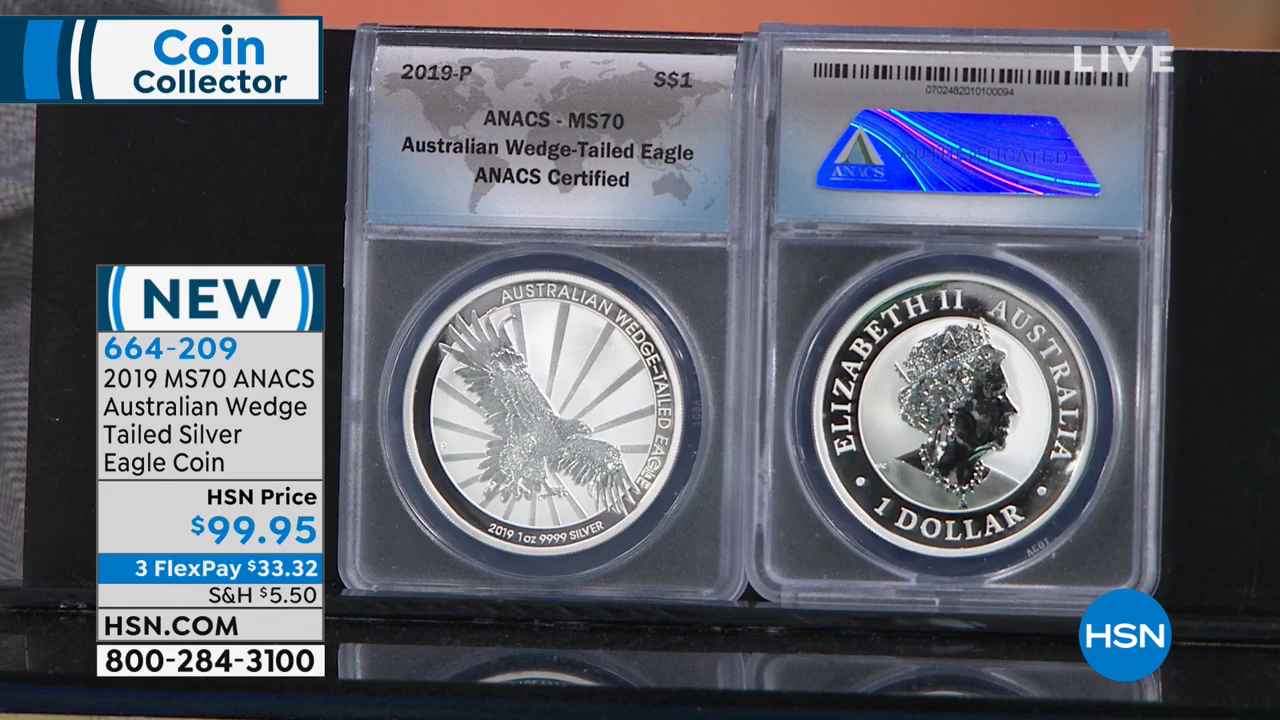 Coin
Collector
LIVE
2019-P S$1
ANACS - MS70
Australian Wedge-Tailed Eagle
ANACS Certified
0702482010100094
ANACS
AUTHENTICATED
AUSTRALIAN WEDGE-TAILED EAGLE
2019 1oz 9999 SILVER
ELIZABETH II AUSTRALIA
• 1 DOLLAR •
NEW
664-209
2019 MS70 ANACS
Australian Wedge
Tailed Silver
Eagle Coin
HSN Price
$99.95
3 FlexPay $33.32
S&H $5.50
HSN.COM
800-284-3100
HSN